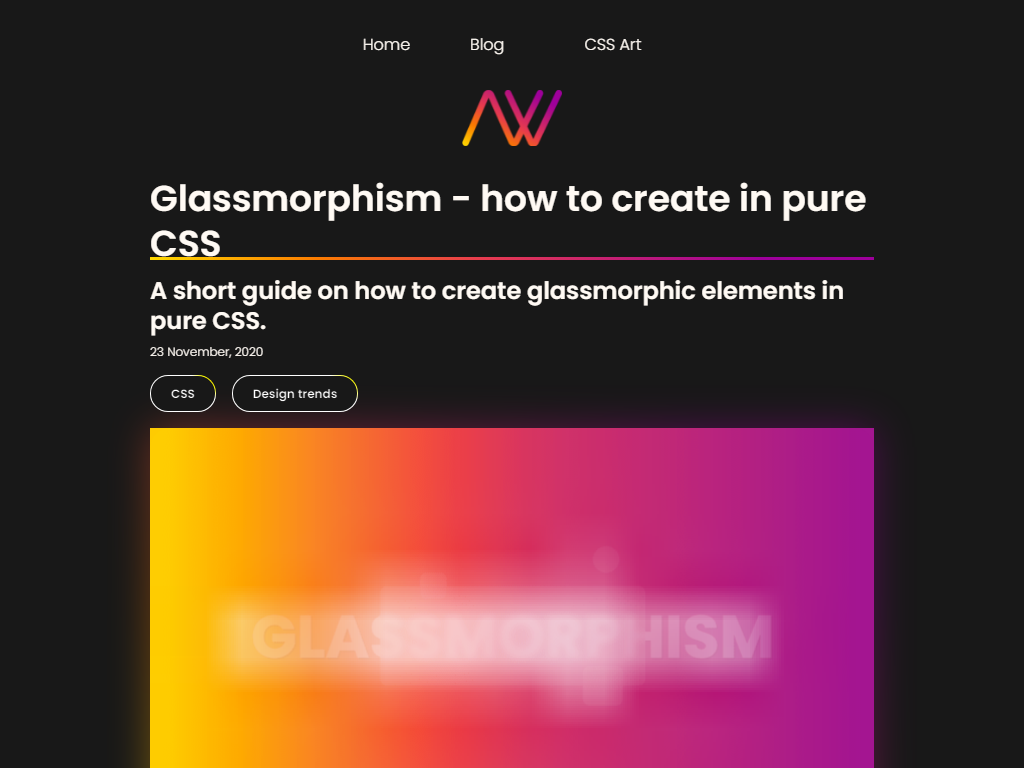 Home Blog CSS Art
AW
Glassmorphism - how to create in pure
CSS
A short guide on how to create glassmorphic elements in
pure CSS.
23 November, 2020
CSS Design trends
GLASSMORPHISM